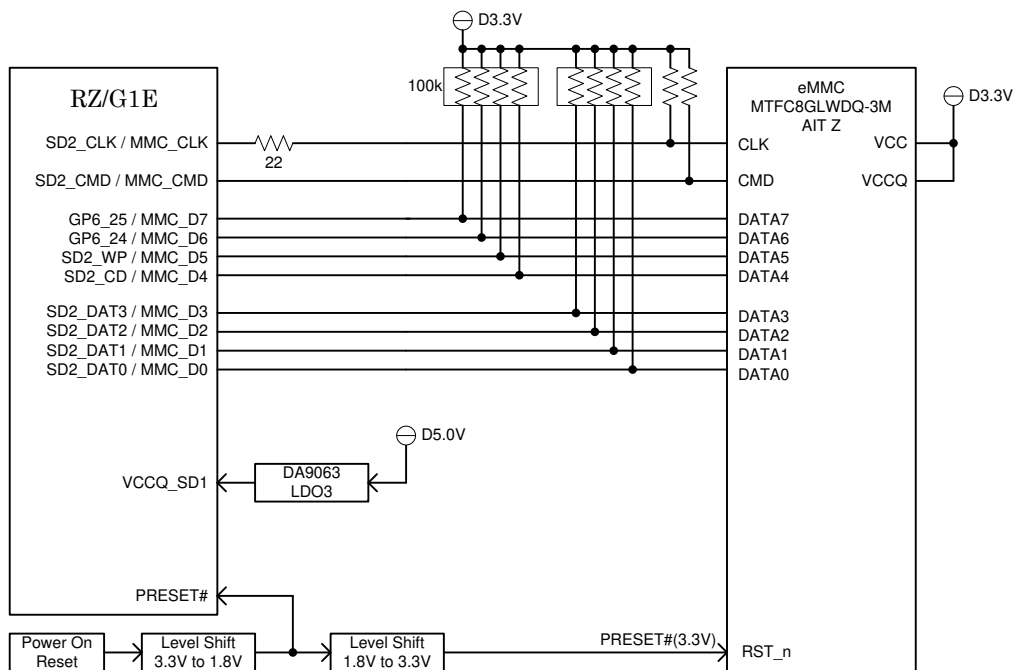 D3.3V
100k
RZ/G1E
SD2_CLK / MMC_CLK
22
SD2_CMD / MMC_CMD
GP6_25 / MMC_D7
GP6_24 / MMC_D6
SD2_WP / MMC_D5
SD2_CD / MMC_D4
SD2_DAT3 / MMC_D3
SD2_DAT2 / MMC_D2
SD2_DAT1 / MMC_D1
SD2_DAT0 / MMC_D0
VCCQ_SD1
DA9063
LDO3
D5.0V
PRESET#
Power On
Reset
Level Shift
3.3V to 1.8V
Level Shift
1.8V to 3.3V
PRESET#(3.3V)
eMMC
MTFC8GLWDQ-3M
AIT Z
CLK
CMD
DATA7
DATA6
DATA5
DATA4
DATA3
DATA2
DATA1
DATA0
RST_n
VCC
VCCQ
D3.3V